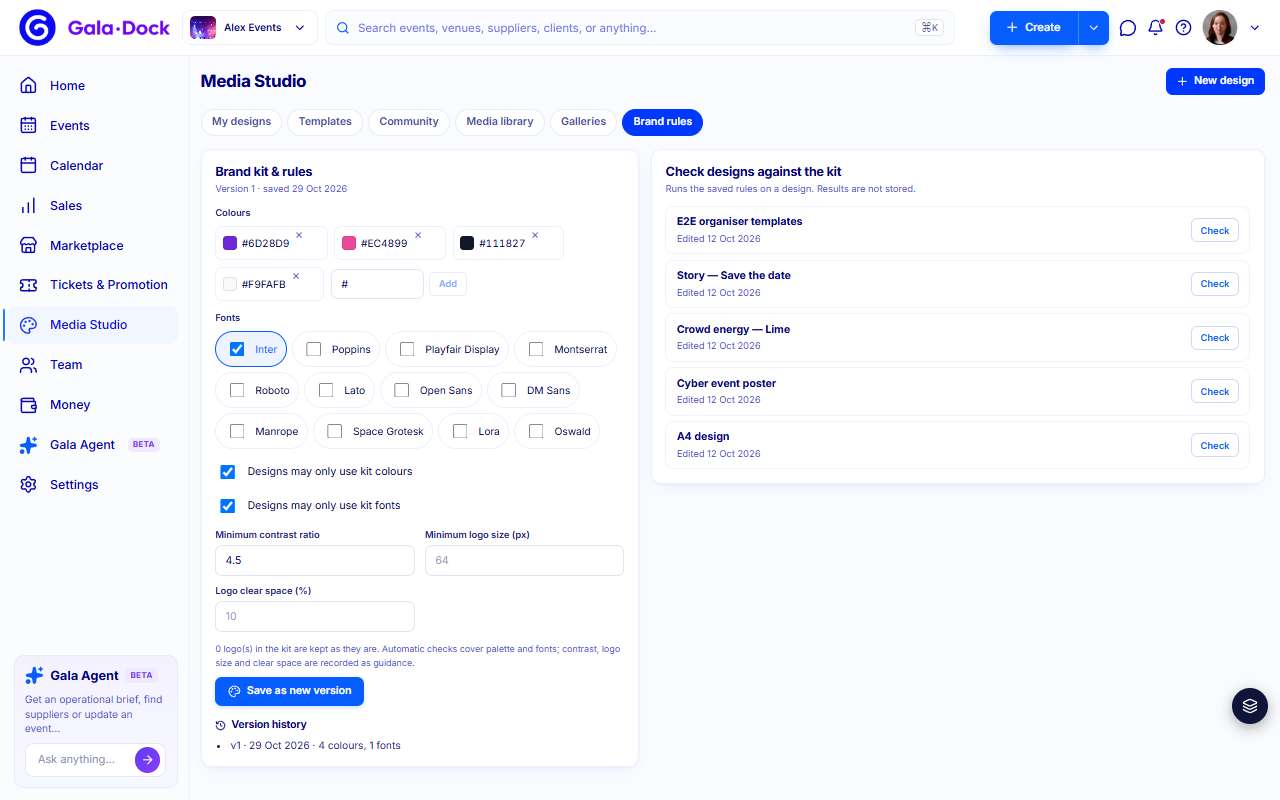 Gala·Dock
Alex Events
Search events, venues, suppliers, clients, or anything...
⌘K
+ Create
Home
Events
Calendar
Sales
Marketplace
Tickets & Promotion
Media Studio
Team
Money
Gala Agent BETA
Settings
Gala Agent BETA
Get an operational brief, find
suppliers or update an
event...
Ask anything...
Media Studio
+ New design
My designs
Templates
Community
Media library
Galleries
Brand rules
Brand kit & rules
Version 1 · saved 29 Oct 2026
Colours
#6D28D9 ×
#EC4899 ×
#111827 ×
#F9FAFB ×
#
Add
Fonts
Inter
Poppins
Playfair Display
Montserrat
Roboto
Lato
Open Sans
DM Sans
Manrope
Space Grotesk
Lora
Oswald
Designs may only use kit colours
Designs may only use kit fonts
Minimum contrast ratio
4.5
Minimum logo size (px)
64
Logo clear space (%)
10
0 logo(s) in the kit are kept as they are. Automatic checks cover palette and fonts; contrast, logo
size and clear space are recorded as guidance.
Save as new version
Version history
• v1 · 29 Oct 2026 · 4 colours, 1 fonts
Check designs against the kit
Runs the saved rules on a design. Results are not stored.
E2E organiser templates
Edited 12 Oct 2026
Check
Story — Save the date
Edited 12 Oct 2026
Check
Crowd energy — Lime
Edited 12 Oct 2026
Check
Cyber event poster
Edited 12 Oct 2026
Check
A4 design
Edited 12 Oct 2026
Check